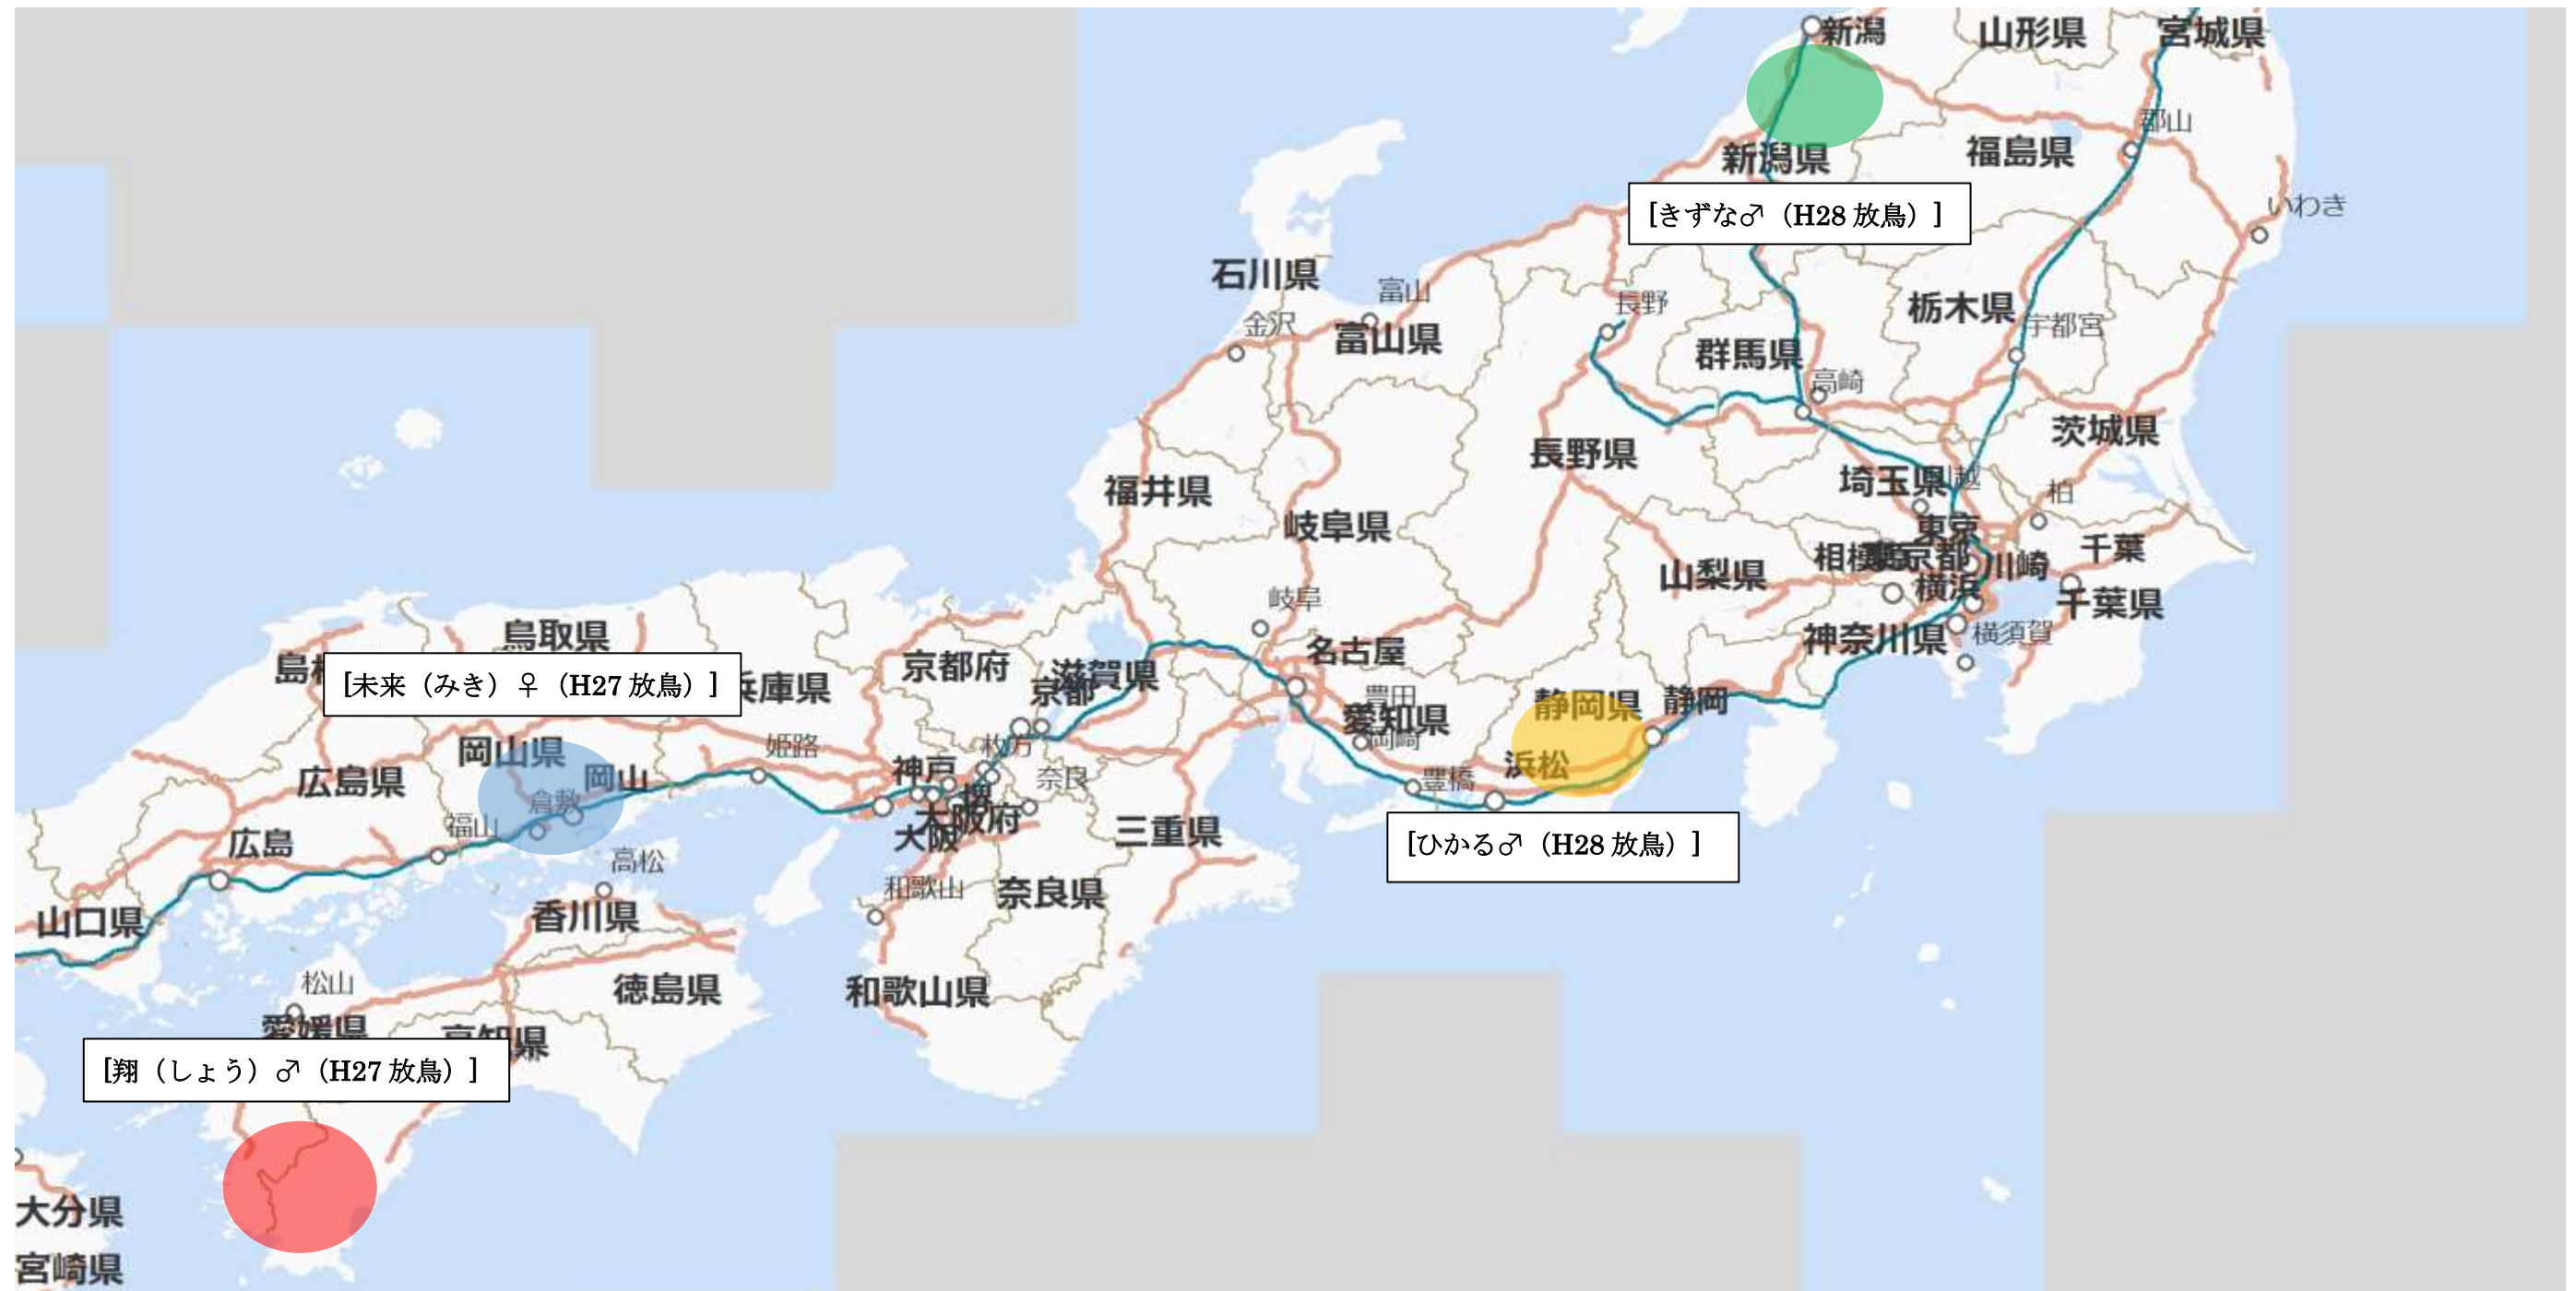 新潟
山形県
宮城県
郡山
福島県
新潟県
いわき
[きずな♂（H28 放鳥）]
石川県
富山
長野
栃木県
金沢
富山県
群馬県
宇都宮
高崎
茨城県
長野県
埼玉県
柏
福井県
岐阜県
東京
千葉
山梨県
川崎
横浜
千葉県
岐阜
神奈川県
横須賀
鳥取県
名古屋
京都府
滋賀県
[未来（みき）♀（H27 放鳥）]
兵庫県
京都
豊田
静岡県
静岡
愛知県
岡崎
岡山県
姫路
枚方
浜松
広島県
岡山
神戸
奈良
豊橋
倉敷
堺
福山
大阪府
三重県
広島
大阪
[ひかる♂（H28 放鳥）]
高松
和歌山
奈良県
山口県
香川県
松山
徳島県
和歌山県
愛媛県
高知県
[翔（しょう）♂（H27 放鳥）]
大分県
宮崎県